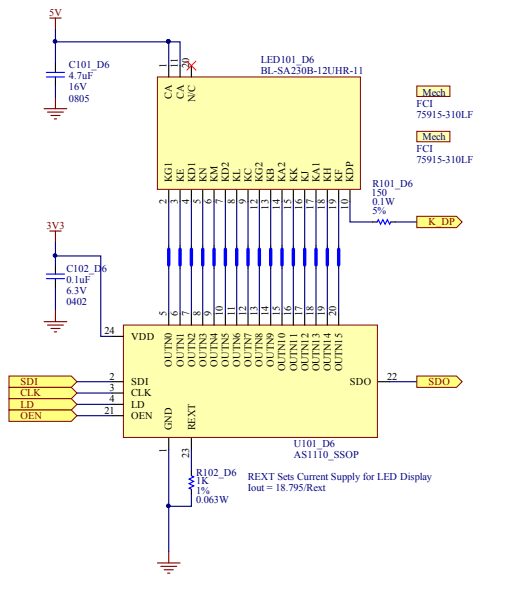 5V
C101_D6
4.7uF
16V
0805
1
11
20
LED101_D6
BL-SA230B-12UHR-11
CA
CA
N/C
KG1
KE
KD1
KN
KM
KD2
KL
KC
KG2
KB
KA2
KK
KJ
KA1
KH
KF
KDP
2
3
4
5
6
7
8
9
12
13
14
15
16
17
18
19
10
Mech
FCI
75915-310LF
Mech
FCI
75915-310LF
R101_D6
150
0.1W
5%
K_DP
3V3
C102_D6
0.1uF
6.3V
0402
5
6
7
8
9
10
11
12
13
14
15
16
17
18
19
20
OUTN0
OUTN1
OUTN2
OUTN3
OUTN4
OUTN5
OUTN6
OUTN7
OUTN8
OUTN9
OUTN10
OUTN11
OUTN12
OUTN13
OUTN14
OUTN15
24
VDD
SDI
2
SDI
CLK
3
CLK
LD
4
LD
OEN
21
OEN
SDO
22
SDO
GND
REXT
1
23
U101_D6
AS1110_SSOP
R102_D6
1K
1%
0.063W
REXT Sets Current Supply for LED Display
Iout = 18.795/Rext